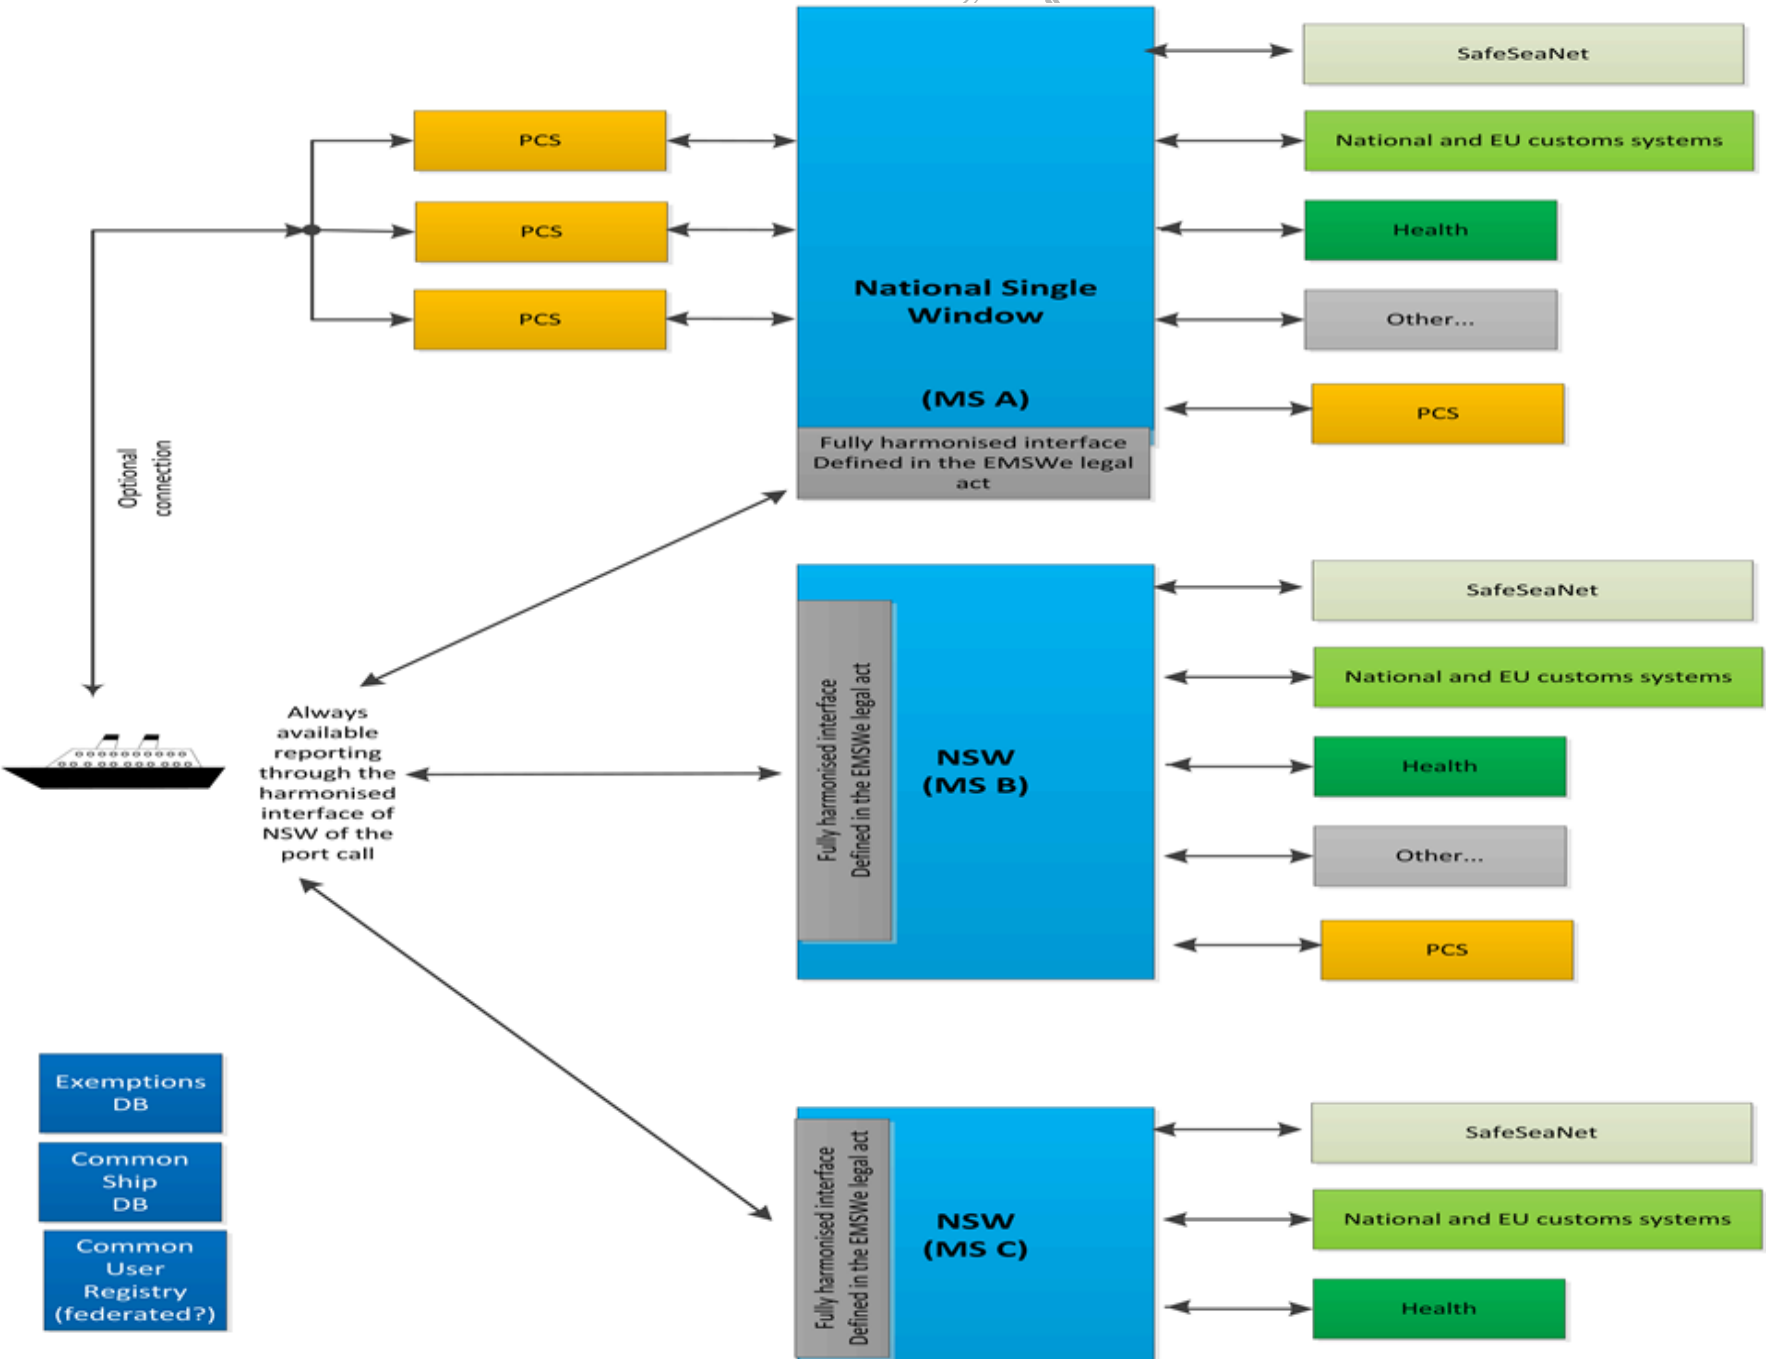 SafeSeaNet
PCS
National and EU customs systems
PCS
Health
PCS
Other...
National Single
Window
(MS A)
PCS
Fully harmonised interface
Defined in the EMSWe legal
act
Optional
connection
SafeSeaNet
National and EU customs systems
Fully harmonised interface
Defined in the EMSWe legal act
NSW
(MS B)
Health
Other...
PCS
Always
available
reporting
through the
harmonised
interface of
NSW of the
port call
Exemptions
DB
Common
Ship
DB
Common
User
Registry
(federated?)
SafeSeaNet
Fully harmonised interface
Defined in the EMSWe legal act
NSW
(MS C)
National and EU customs systems
Health